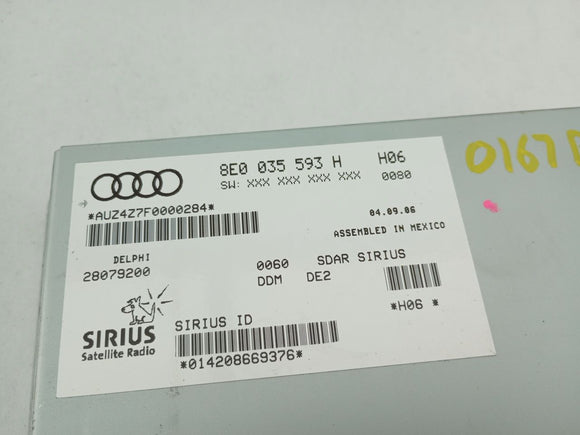 8E0 035 593 H H06
SW: XXX XXX XXX XXX 0080
*AUZ4Z7F0000284*
04.09.06
ASSEMBLED IN MEXICO
DELPHI
28079200
0060 SDAR SIRIUS
DDM DE2
*H06 *
SIRIUS
Satellite Radio
SIRIUS ID
*014208669376*
0167